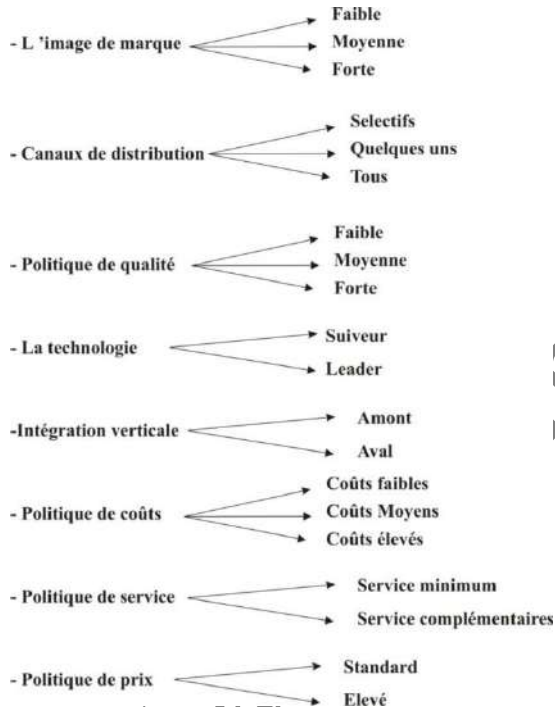 - L 'image de marque
Faible
Moyenne
Forte
- Canaux de distribution
Selectifs
Quelques uns
Tous
- Politique de qualité
Faible
Moyenne
Forte
- La technologie
Suiveur
Leader
-Intégration verticale
Amont
Aval
- Politique de coûts
Coûts faibles
Coûts Moyens
Coûts élevés
- Politique de service
Service minimum
Service complémentaires
- Politique de prix
Standard
Elevé